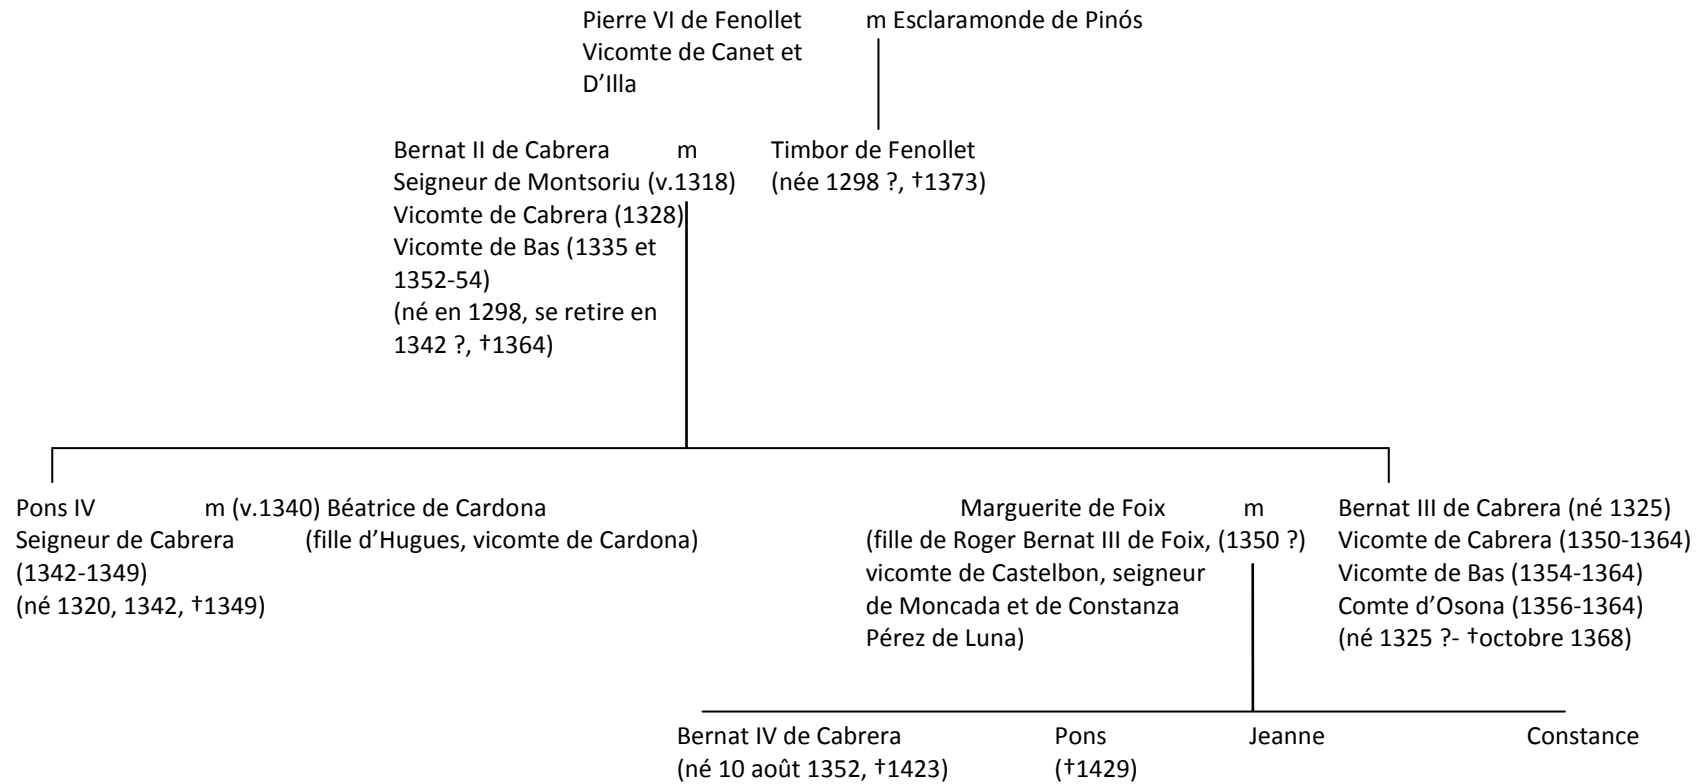 Pierre VI de Fenollet m Esclaramonde de Pinós
Vicomte de Canet et
D’Illa
Bernat II de Cabrera m Timbor de Fenollet
Seigneur de Montsoriu (v.1318) (née 1298 ?, †1373)
Vicomte de Cabrera (1328)
Vicomte de Bas (1335 et
1352-54)
(né en 1298, se retire en
1342 ?, †1364)
Pons IV m (v.1340) Béatrice de Cardona
Seigneur de Cabrera (fille d’Hugues, vicomte de Cardona)
(1342-1349)
(né 1320, 1342, †1349)
Marguerite de Foix m
(fille de Roger Bernat III de Foix, (1350 ?)
vicomte de Castelbon, seigneur
de Moncada et de Constanza
Pérez de Luna)
Bernat III de Cabrera (né 1325)
Vicomte de Cabrera (1350-1364)
Vicomte de Bas (1354-1364)
Comte d’Osona (1356-1364)
(né 1325 ?- †octobre 1368)
Bernat IV de Cabrera Pons Jeanne Constance
(né 10 août 1352, †1423) (†1429)